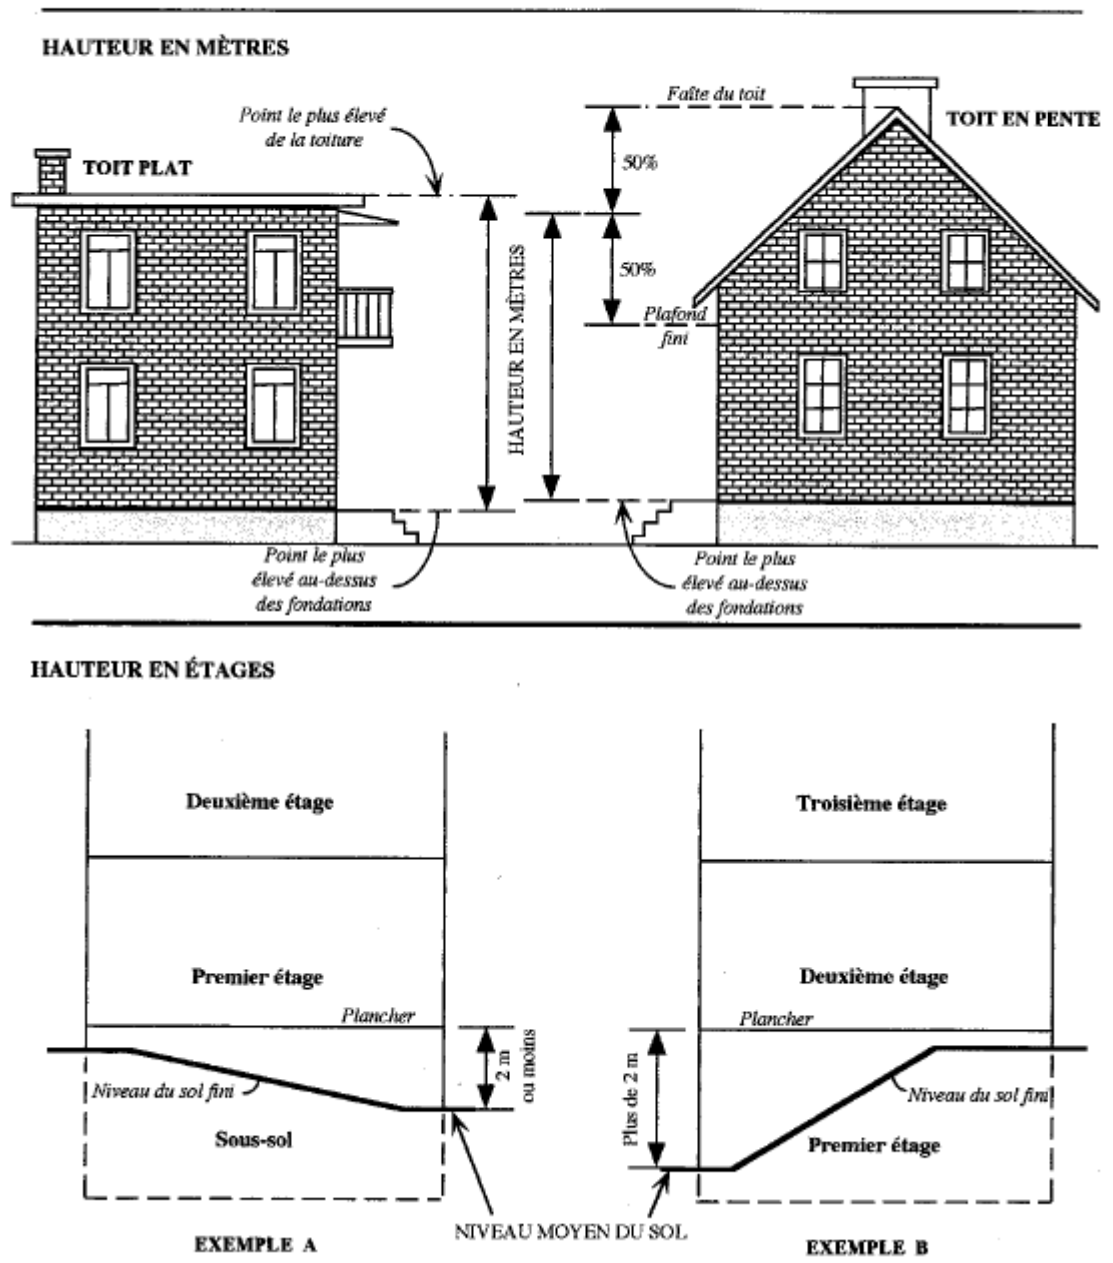 HAUTEUR EN MÈTRES
Point le plus élevé
de la toiture
TOIT PLAT
Faîte du toit
TOIT EN PENTE
50%
50%
HAUTEUR EN MÈTRES
Plafond
fini
Point le plus
élevé au-dessus
des fondations
Point le plus
élevé au-dessus
des fondations
HAUTEUR EN ÉTAGES
Deuxième étage
Premier étage
Plancher
2 m
ou moins
Niveau du sol fini
Sous-sol
EXEMPLE A
Troisième étage
Deuxième étage
Plancher
Plus de 2 m
Niveau du sol fini
Premier étage
NIVEAU MOYEN DU SOL
EXEMPLE B